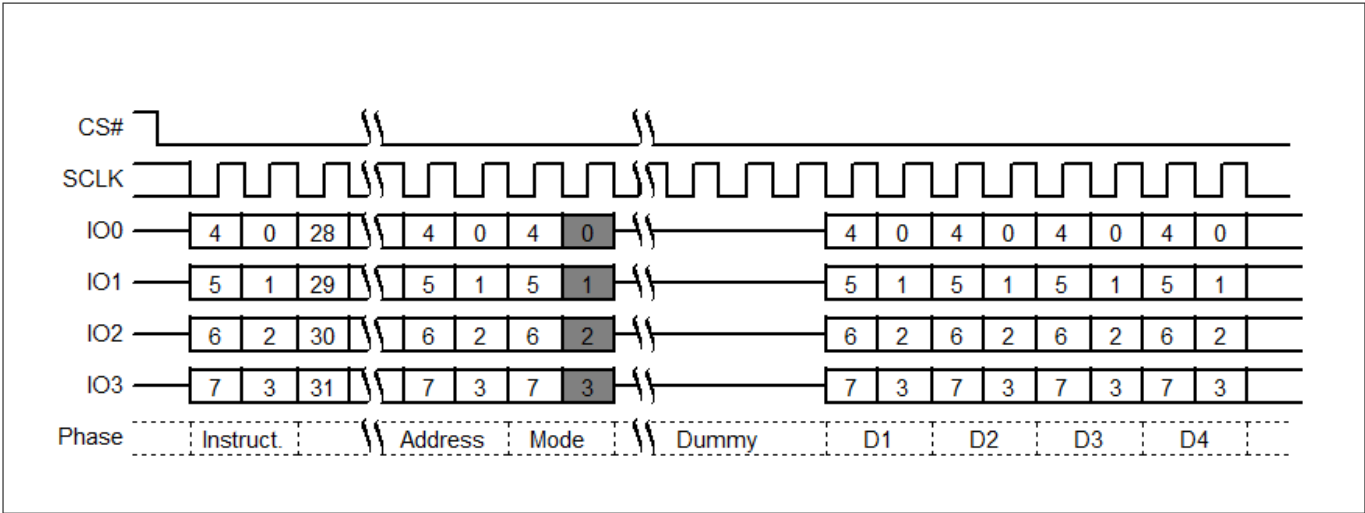 CS#
SCLK
IO0 4 0 28 4 0 4 0 4 0 4 0 4 0 4 0
IO1 5 1 29 5 1 5 1 5 1 5 1 5 1 5 1
IO2 6 2 30 6 2 6 2 6 2 6 2 6 2 6 2
IO3 7 3 31 7 3 7 3 7 3 7 3 7 3 7 3
Phase Instruct. Address Mode Dummy D1 D2 D3 D4